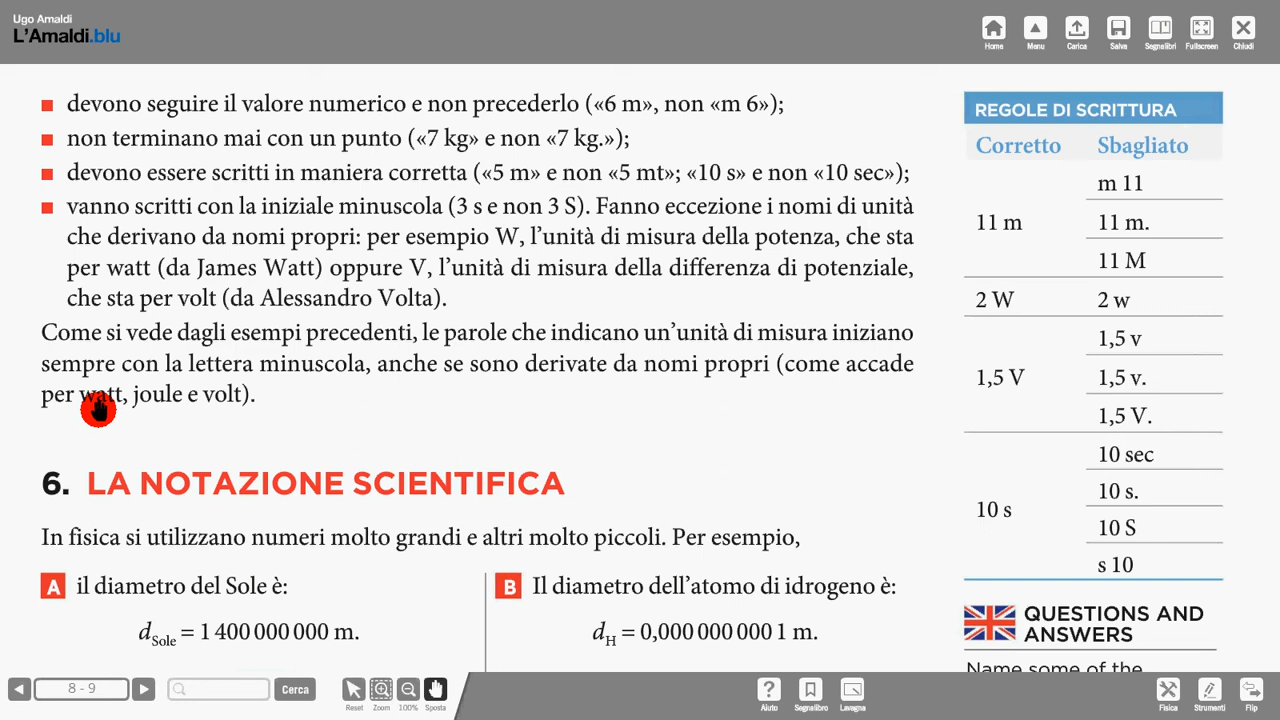 Ugo Amaldi
L'Amaldi.blu
Home Menu Carica Salva Segnalibri Fullscreen Chiudi
devono seguire il valore numerico e non precederlo («6 m», non «m 6»);
non terminano mai con un punto («7 kg» e non «7 kg.»);
devono essere scritti in maniera corretta («5 m» e non «5 mt»; «10 s» e non «10 sec»);
vanno scritti con la iniziale minuscola (3 s e non 3 S). Fanno eccezione i nomi di unità
che derivano da nomi propri: per esempio W, l'unità di misura della potenza, che sta
per watt (da James Watt) oppure V, l'unità di misura della differenza di potenziale,
che sta per volt (da Alessandro Volta).
Come si vede dagli esempi precedenti, le parole che indicano un'unità di misura iniziano
sempre con la lettera minuscola, anche se sono derivate da nomi propri (come accade
per watt, joule e volt).
6. LA NOTAZIONE SCIENTIFICA
In fisica si utilizzano numeri molto grandi e altri molto piccoli. Per esempio,
A il diametro del Sole è:
dSole = 1 400 000 000 m.
B Il diametro dell'atomo di idrogeno è:
dH = 0,000 000 000 1 m.
REGOLE DI SCRITTURA
Corretto Sbagliato
m 11
11 m 11 m.
11 M
2 W 2 w
1,5 v
1,5 V 1,5 v.
1,5 V.
10 sec
10 s 10 s.
10 S
s 10
QUESTIONS AND
ANSWERS
Name some of the
8 - 9 Cerca Reset Zoom 100% Sposta Aiuto Segnalibro Lavagna Fisica Strumenti Flip